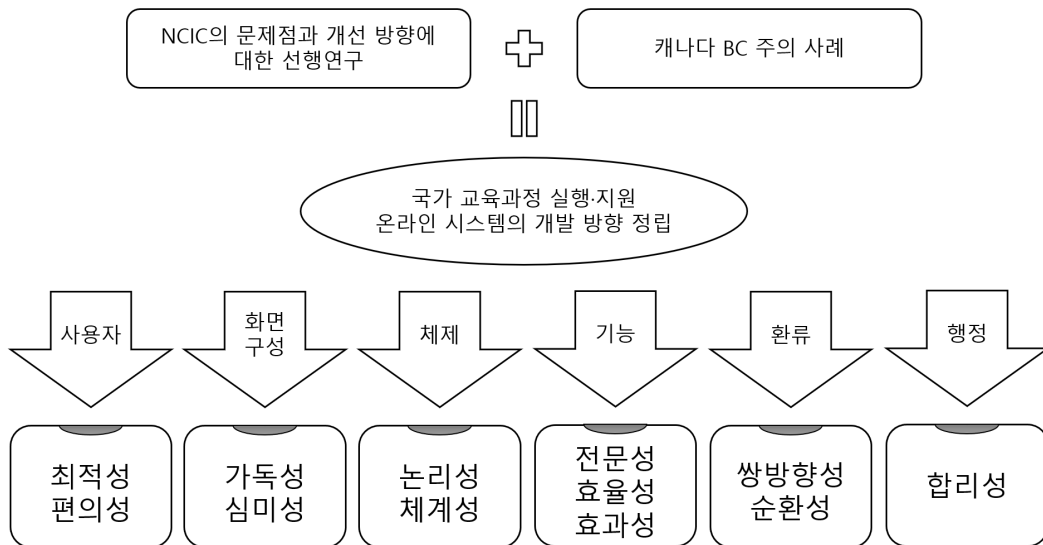 NCIC의 문제점과 개선 방향에
대한 선행연구
캐나다 BC 주의 사례
국가 교육과정 실행·지원
온라인 시스템의 개발 방향 정립
사용자
화면
구성
체제
기능
환류
행정
최적성
편의성
가독성
심미성
논리성
체계성
전문성
효율성
효과성
쌍방향성
순환성
합리성